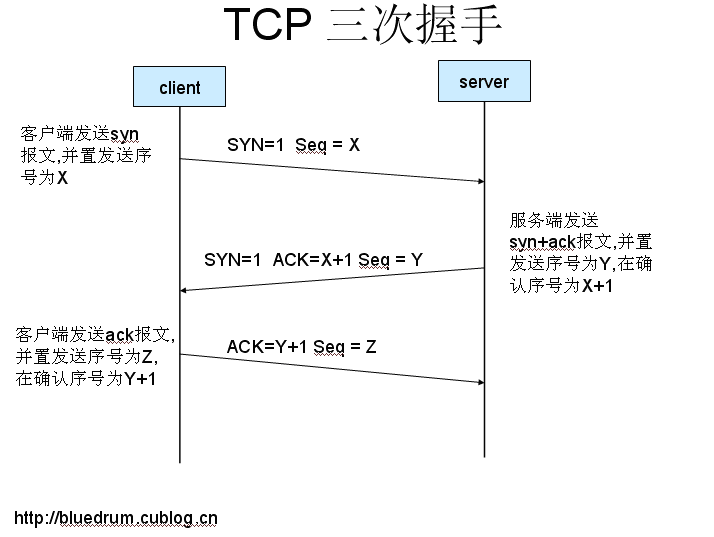 TCP 三次握手
client
server
客户端发送syn
报文,并置发送序
号为X
SYN=1 Seq = X
服务端发送
syn+ack报文,并置
发送序号为Y,在确
认序号为X+1
SYN=1 ACK=X+1 Seq = Y
客户端发送ack报文,
并置发送序号为Z,
在确认序号为Y+1
ACK=Y+1 Seq = Z
http://bluedrum.cublog.cn